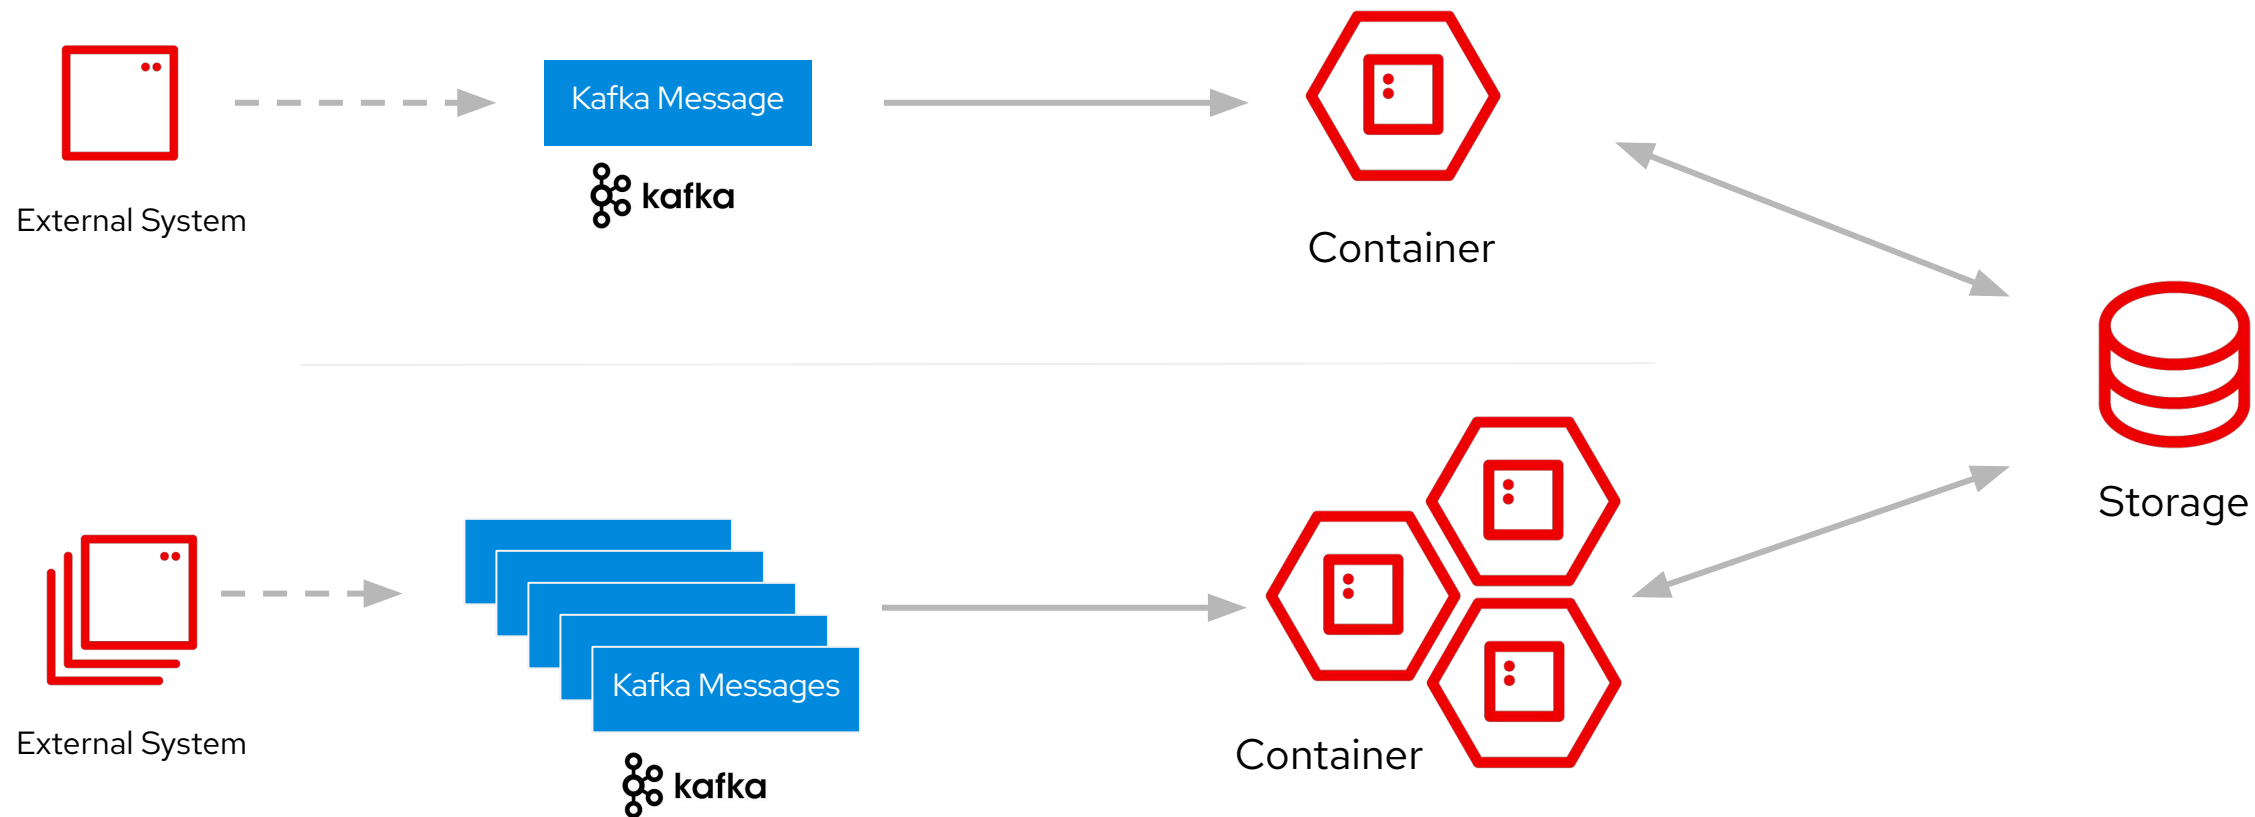 Kafka Message
kafka
External System
Container
Storage
Kafka Messages
External System
Container
kafka